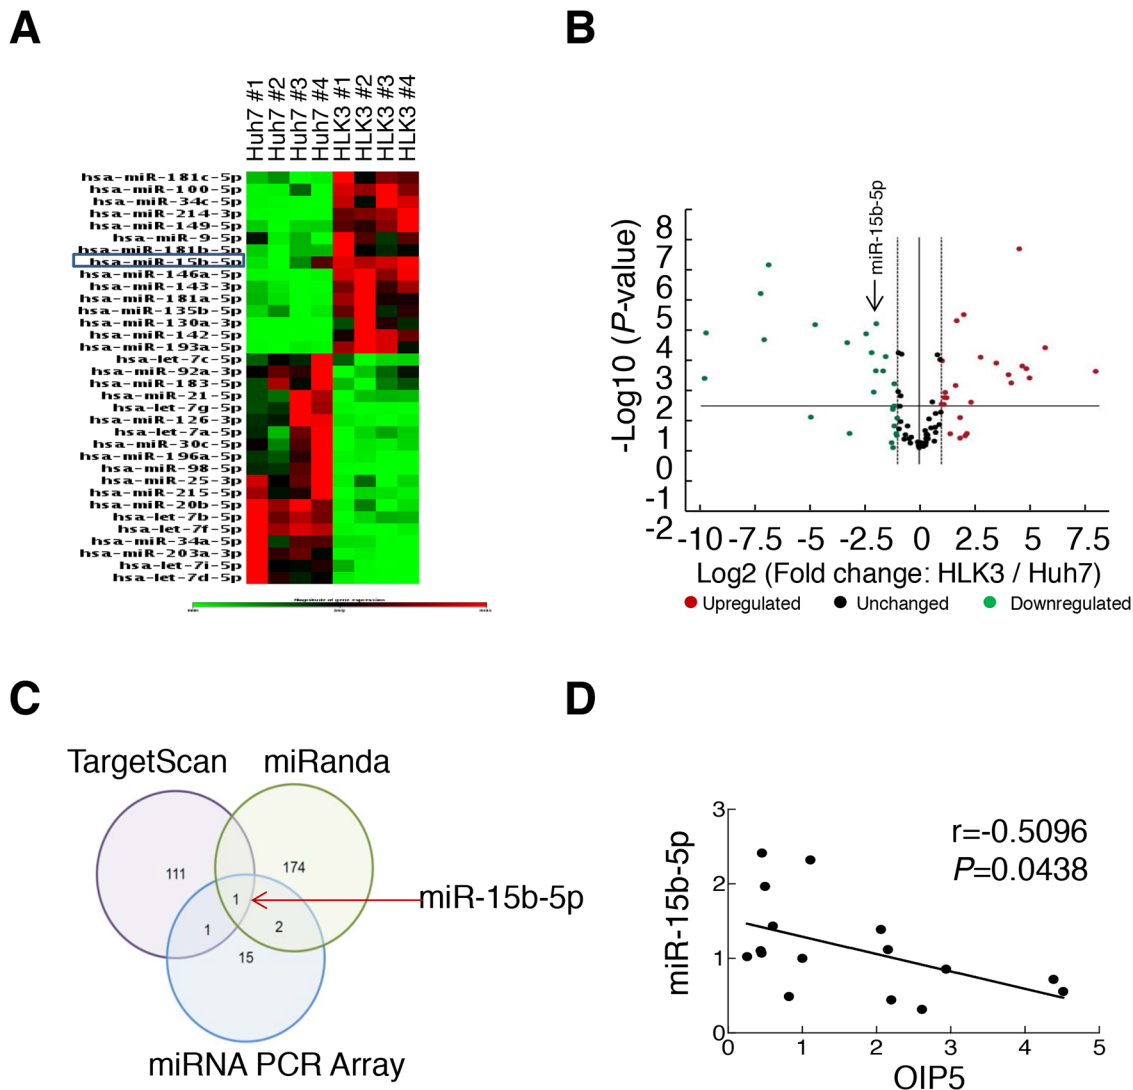 A
Huh7 #1
Huh7 #2
Huh7 #3
Huh7 #4
HLK3 #1
HLK3 #2
HLK3 #3
HLK3 #4
hsa-miR-181c-5p
hsa-miR-100-5p
hsa-miR-34c-5p
hsa-miR-214-3p
hsa-miR-149-5p
hsa-miR-9-5p
hsa-miR-181b-5p
hsa-miR-15b-5p
hsa-miR-146a-5p
hsa-miR-143-3p
hsa-miR-181a-5p
hsa-miR-135b-5p
hsa-miR-130a-3p
hsa-miR-142-5p
hsa-miR-193a-5p
hsa-let-7c-5p
hsa-miR-92a-3p
hsa-miR-183-5p
hsa-miR-21-5p
hsa-let-7g-5p
hsa-miR-126-3p
hsa-let-7a-5p
hsa-miR-30c-5p
hsa-miR-196a-5p
hsa-miR-98-5p
hsa-miR-25-3p
hsa-miR-215-5p
hsa-miR-20b-5p
hsa-let-7b-5p
hsa-let-7f-5p
hsa-miR-34a-5p
hsa-miR-203a-3p
hsa-let-7i-5p
hsa-let-7d-5p
Magnitude of gene expression
B
miR-15b-5p
-Log10 (P-value)
8
7
6
5
4
3
2
1
0
-1
-2
-10 -7.5 -5 -2.5 0 2.5 5 7.5
Log2 (Fold change: HLK3 / Huh7)
Upregulated Unchanged Downregulated
C
TargetScan miRanda
111 174
1 miR-15b-5p
1 2
15
miRNA PCR Array
D
r=-0.5096
P=0.0438
miR-15b-5p
3
2
1
0
0 1 2 3 4 5
OIP5